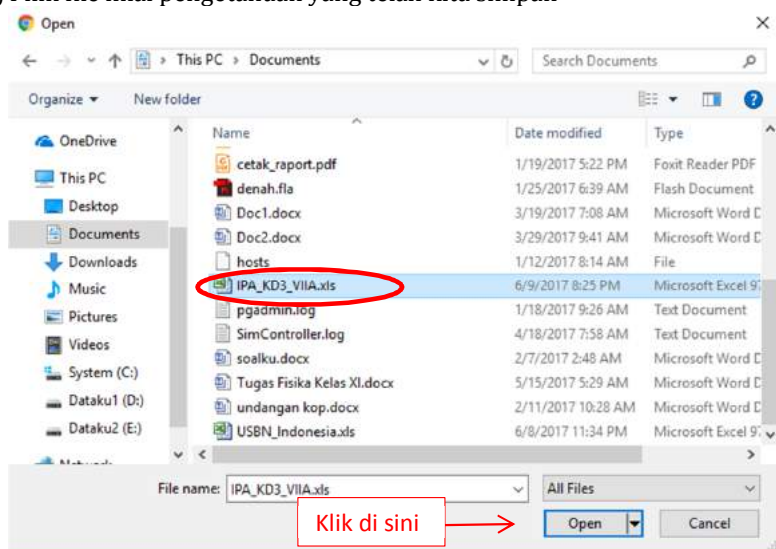 Open
This PC > Documents
Search Documents
Organize
New folder
Name
Date modified
Type
OneDrive
cetak_raport.pdf 1/19/2017 5:22 PM Foxit Reader PDF
This PC
denah.fla 1/25/2017 6:39 AM Flash Document
Desktop
Doc1.docx 3/19/2017 7:08 AM Microsoft Word D
Documents
Doc2.docx 3/29/2017 9:41 AM Microsoft Word D
Downloads
hosts 1/12/2017 8:14 AM File
Music
IPA_KD3_VIIA.xls 6/9/2017 8:25 PM Microsoft Excel 97
Pictures
pgadmin.log 1/18/2017 9:26 AM Text Document
Videos
SimController.log 4/18/2017 7:58 AM Text Document
System (C:)
soalku.docx 2/7/2017 2:48 AM Microsoft Word D
Dataku1 (D:)
Tugas Fisika Kelas XI.docx 5/15/2017 5:29 AM Microsoft Word D
Dataku2 (E:)
undangan kop.docx 2/11/2017 10:28 AM Microsoft Word D
USBN_Indonesia.xls 6/8/2017 11:34 PM Microsoft Excel 97
File name: IPA_KD3_VIIA.xls
All Files
Klik di sini
Open
Cancel